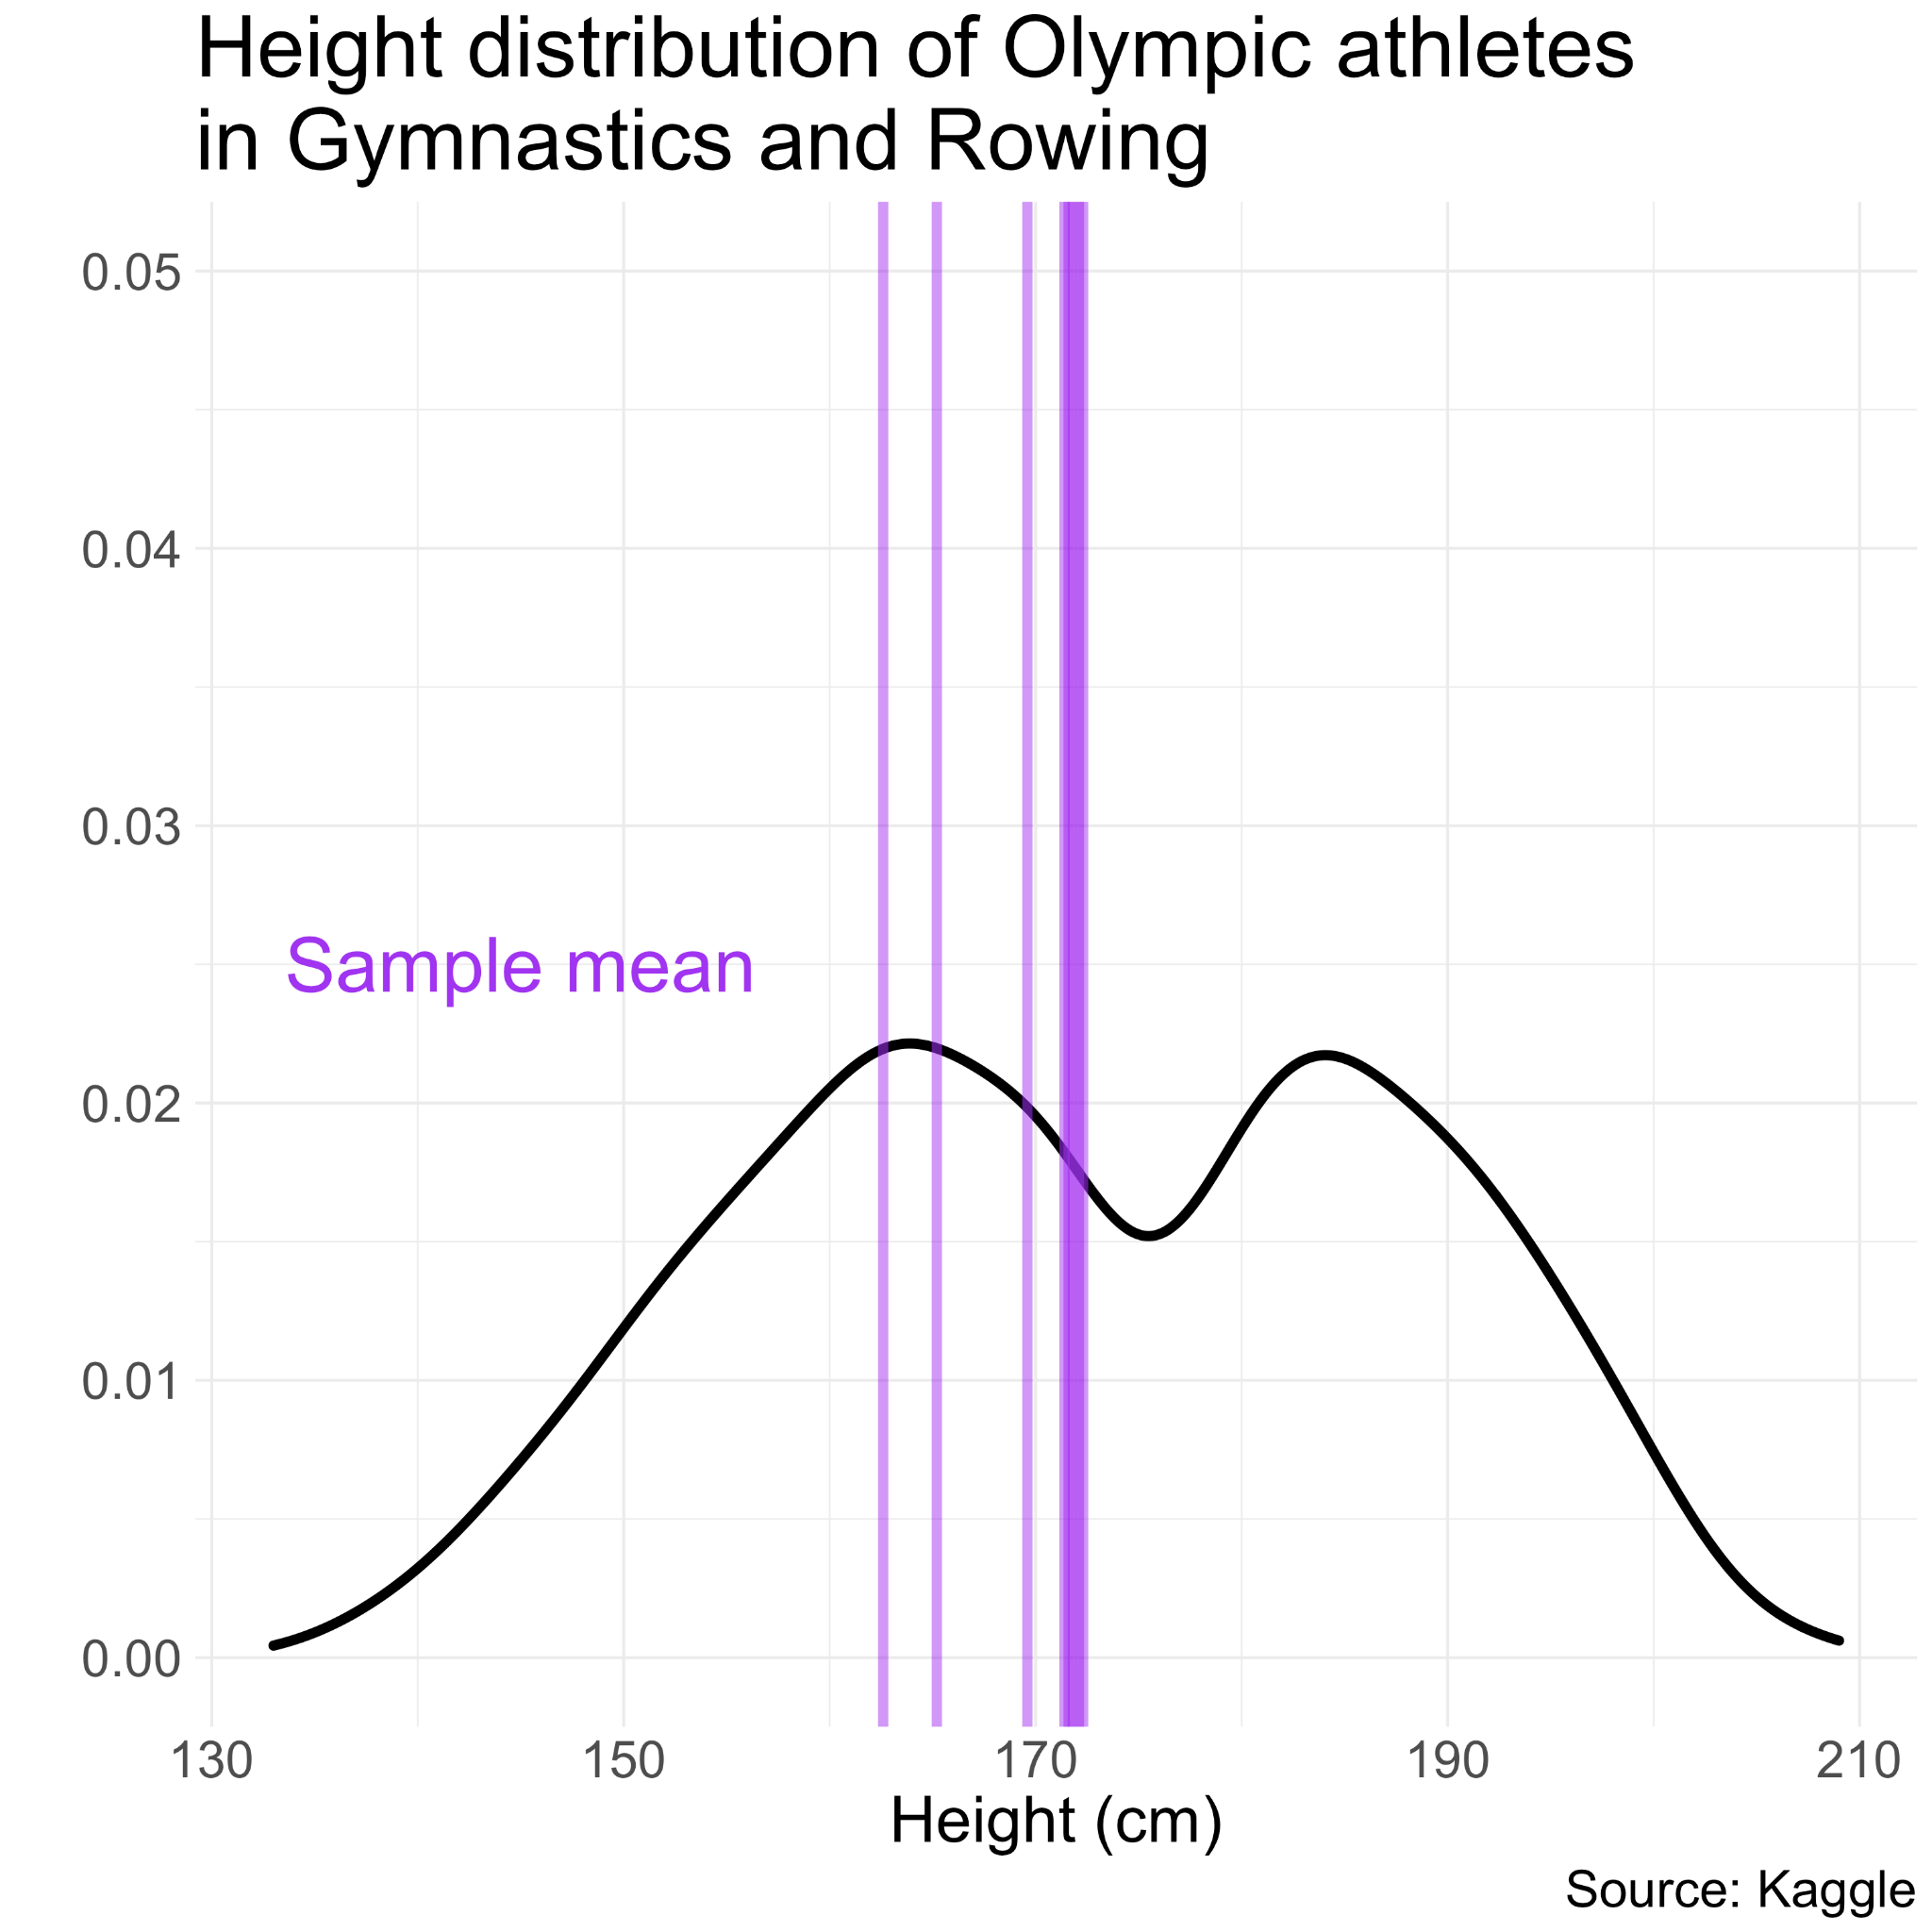 Height distribution of Olympic athletes
in Gymnastics and Rowing
0.05
0.04
0.03
Sample mean
0.02
0.01
0.00
130 150 170 190 210
Height (cm)
Source: Kaggle